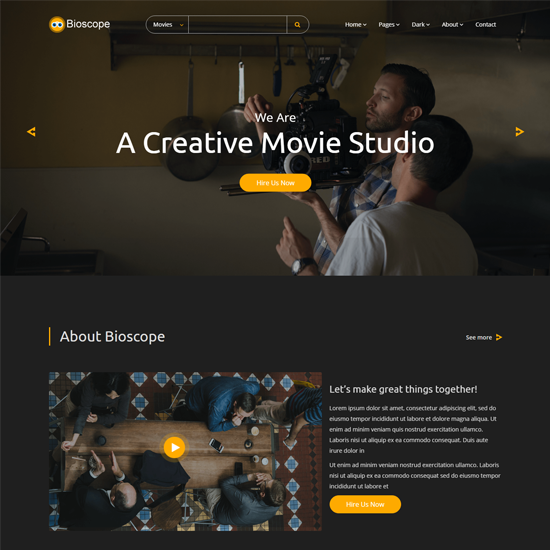 Bioscope
Movies
Home
Pages
Dark
About
Contact
We Are
A Creative Movie Studio
RED
Hire Us Now
About Bioscope
See more
Let's make great things together!
Lorem ipsum dolor sit amet, consectetur adipiscing elit, sed do
eiusmod tempor incididunt ut labore et dolore magna aliqua. Ut
enim ad minim veniam quis nostrud exercitation ullamco.
Laboris nisi ut aliquip ex ea commodo consequat. Duis aute
irure dolor in
Ut enim ad minim veniam nostrud exercitation ullamco. Laboris
nisi ut aliquip ex ea commodo consequat sed do eiusmod tempor
incididunt ut labore et
Hire Us Now